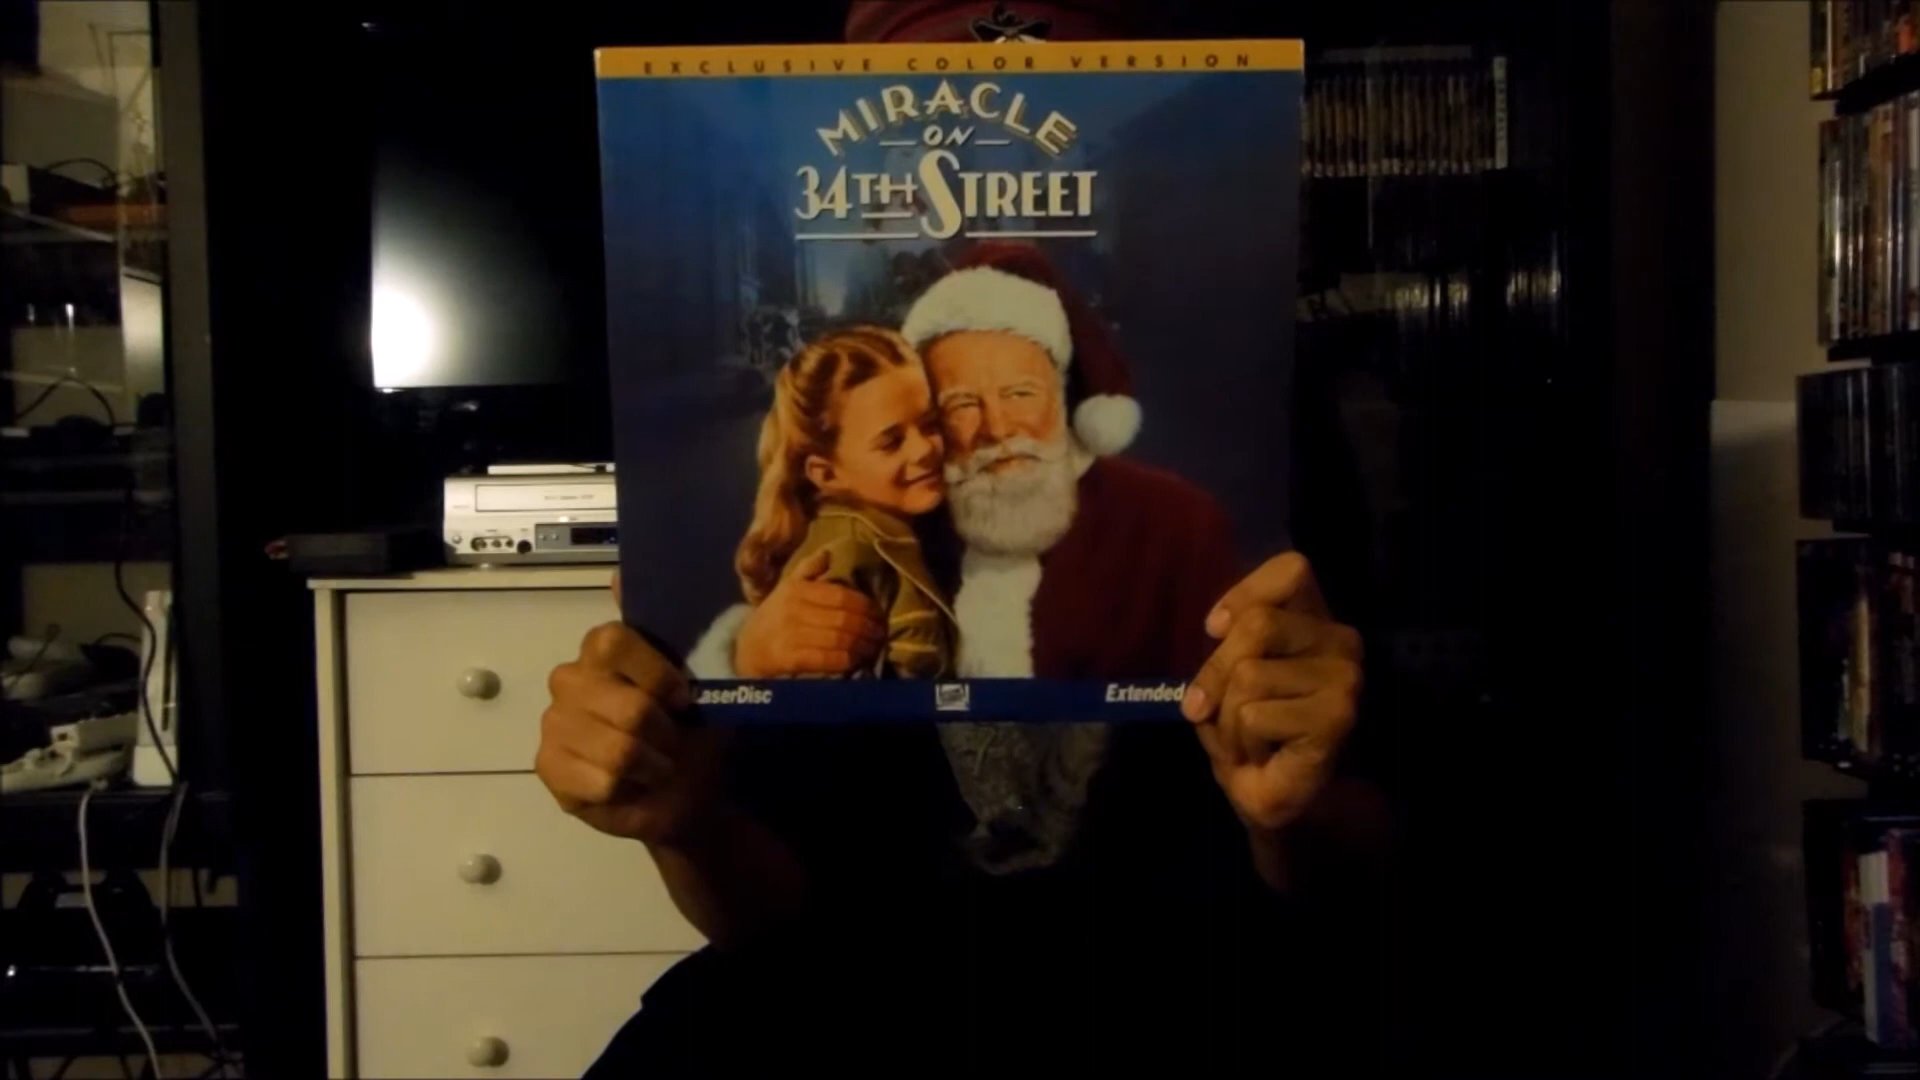 EXCLUSIVE COLOR VERSION
MIRACLE
ON
34TH STREET
LaserDisc
Extended